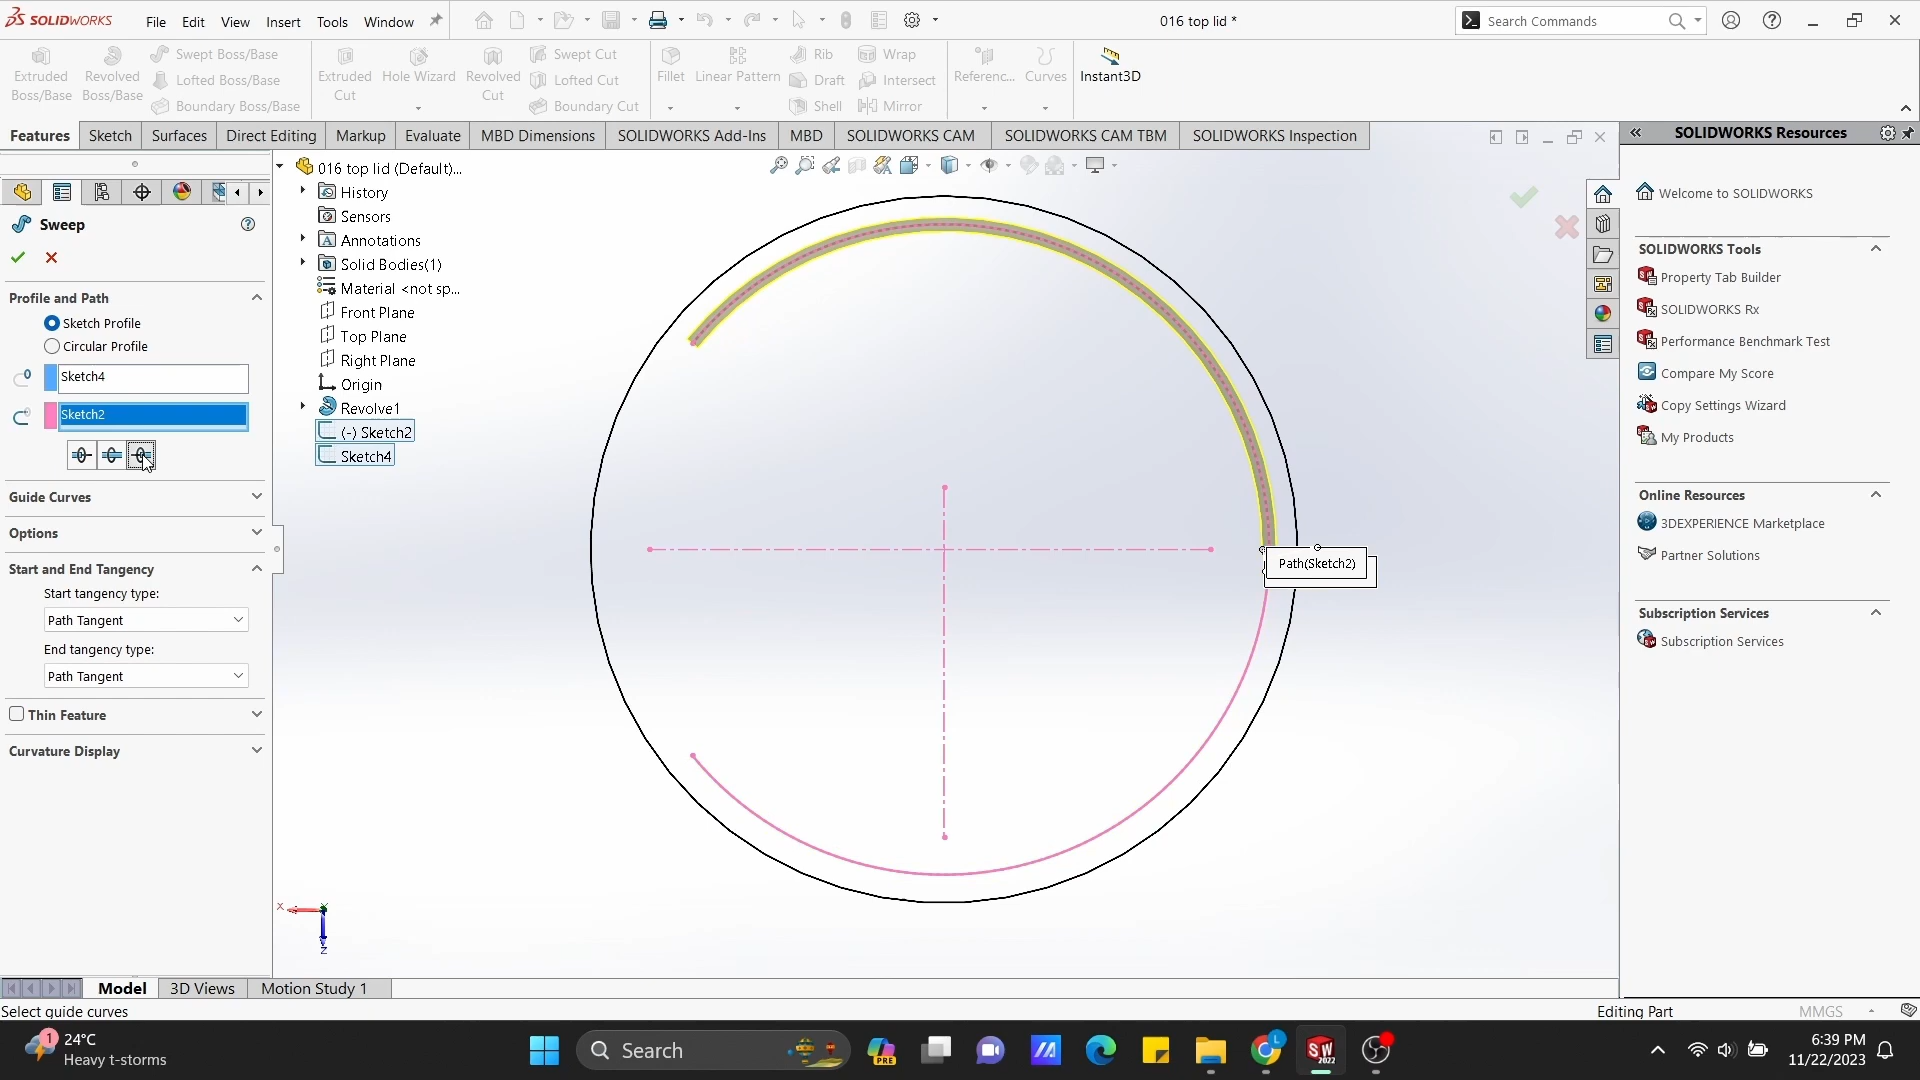 SOLIDWORKS
File
Edit
View
Insert
Tools
Window
016 top lid *
Search Commands
Extruded Boss/Base
Revolved Boss/Base
Swept Boss/Base
Lofted Boss/Base
Boundary Boss/Base
Extruded Cut
Hole Wizard
Revolved Cut
Swept Cut
Lofted Cut
Boundary Cut
Fillet
Linear Pattern
Rib
Draft
Shell
Wrap
Intersect
Mirror
Referenc...
Curves
Instant3D
Features
Sketch
Surfaces
Direct Editing
Markup
Evaluate
MBD Dimensions
SOLIDWORKS Add-Ins
MBD
SOLIDWORKS CAM
SOLIDWORKS CAM TBM
SOLIDWORKS Inspection
Sweep
Profile and Path
Sketch Profile
Circular Profile
Sketch4
Sketch2
Guide Curves
Options
Start and End Tangency
Start tangency type:
Path Tangent
End tangency type:
Path Tangent
Thin Feature
Curvature Display
016 top lid (Default)...
History
Sensors
Annotations
Solid Bodies(1)
Material <not sp...
Front Plane
Top Plane
Right Plane
Origin
Revolve1
(-) Sketch2
Sketch4
Path(Sketch2)
X
Y
Z
SOLIDWORKS Resources
Welcome to SOLIDWORKS
SOLIDWORKS Tools
Property Tab Builder
SOLIDWORKS Rx
Performance Benchmark Test
Compare My Score
Copy Settings Wizard
My Products
Online Resources
3DEXPERIENCE Marketplace
Partner Solutions
Subscription Services
Subscription Services
Model
3D Views
Motion Study 1
Select guide curves
Editing Part
MMGS
1
24°C
Heavy t-storms
Search
PRE
L
SW
2022
6:39 PM
11/22/2023